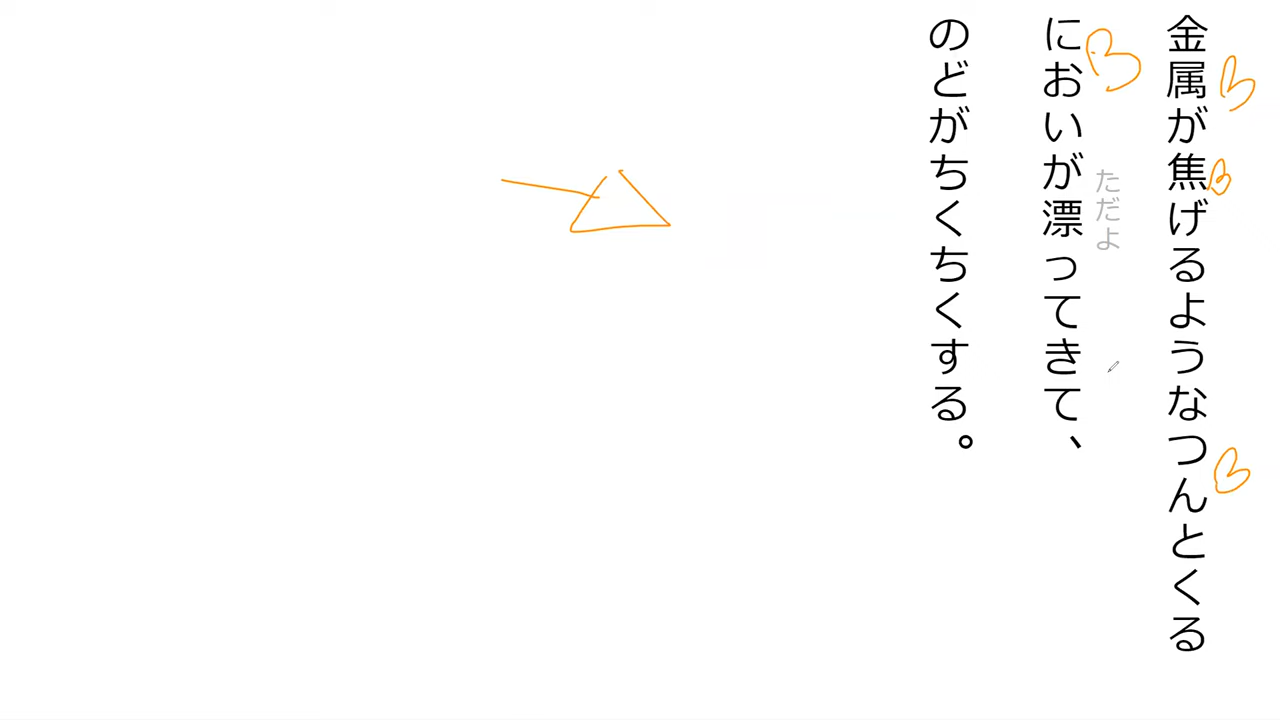 金属が焦げるようなつんとくる
においが漂ってきて、
ただよ
のどがちくちくする。